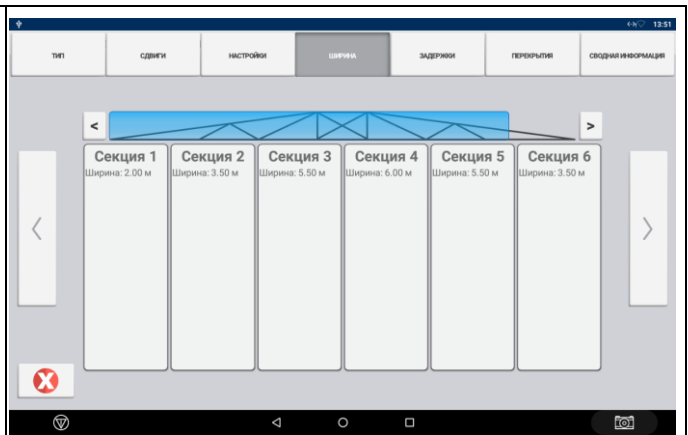 13:51
ТИП СДВИГИ НАСТРОЙКИ ШИРИНА ЗАДЕРЖКИ ПЕРЕКРЫТИЯ СВОДНАЯ ИНФОРМАЦИЯ
< >
Секция 1 Секция 2 Секция 3 Секция 4 Секция 5 Секция 6
Ширина: 2.00 м Ширина: 3.50 м Ширина: 5.50 м Ширина: 6.00 м Ширина: 5.50 м Ширина: 3.50 м